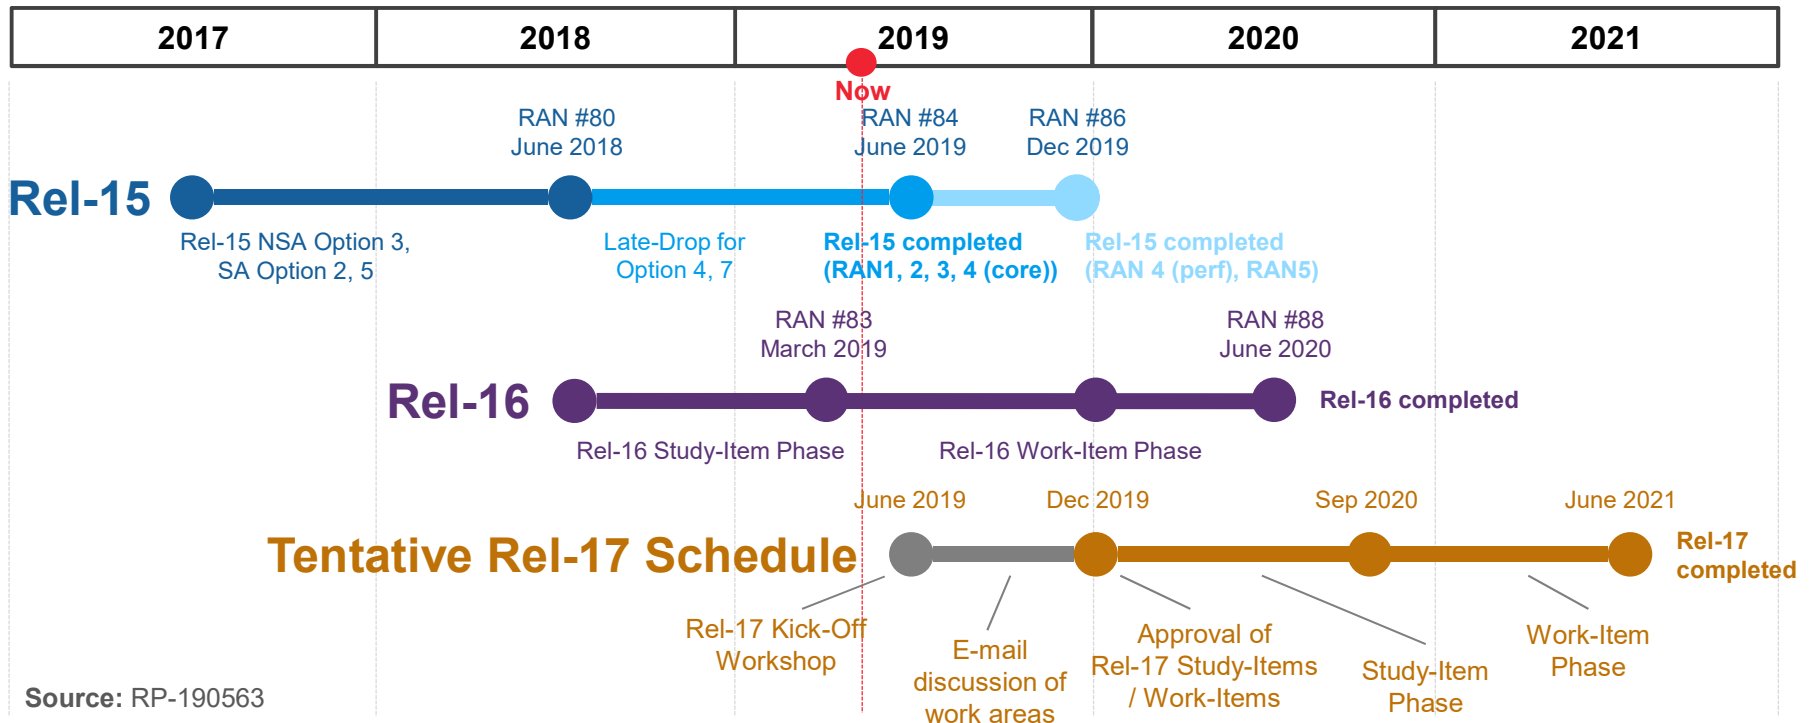 2017
2018
2019
2020
2021
Now
RAN #80
June 2018
RAN #84
June 2019
RAN #86
Dec 2019
Rel-15
Rel-15 NSA Option 3,
SA Option 2, 5
Late-Drop for
Option 4, 7
Rel-15 completed
(RAN1, 2, 3, 4 (core))
Rel-15 completed
(RAN 4 (perf), RAN5)
RAN #83
March 2019
RAN #88
June 2020
Rel-16
Rel-16 completed
Rel-16 Study-Item Phase
Rel-16 Work-Item Phase
June 2019
Dec 2019
Sep 2020
June 2021
Tentative Rel-17 Schedule
Rel-17
completed
Rel-17 Kick-Off
Workshop
E-mail
discussion of
work areas
Approval of
Rel-17 Study-Items
/ Work-Items
Study-Item
Phase
Work-Item
Phase
Source: RP-190563